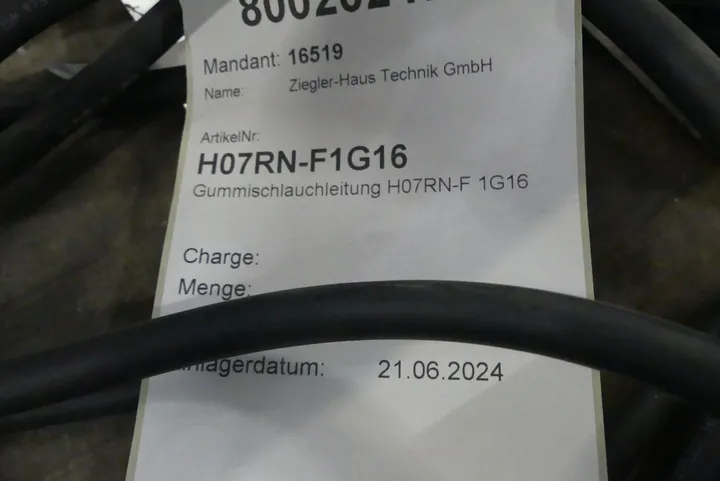 Mandant: 16519
Name: Ziegler-Haus Technik GmbH
ArtikelNr:
H07RN-F1G16
Gummischlauchleitung H07RN-F 1G16
Charge:
Menge:
21.06.2024